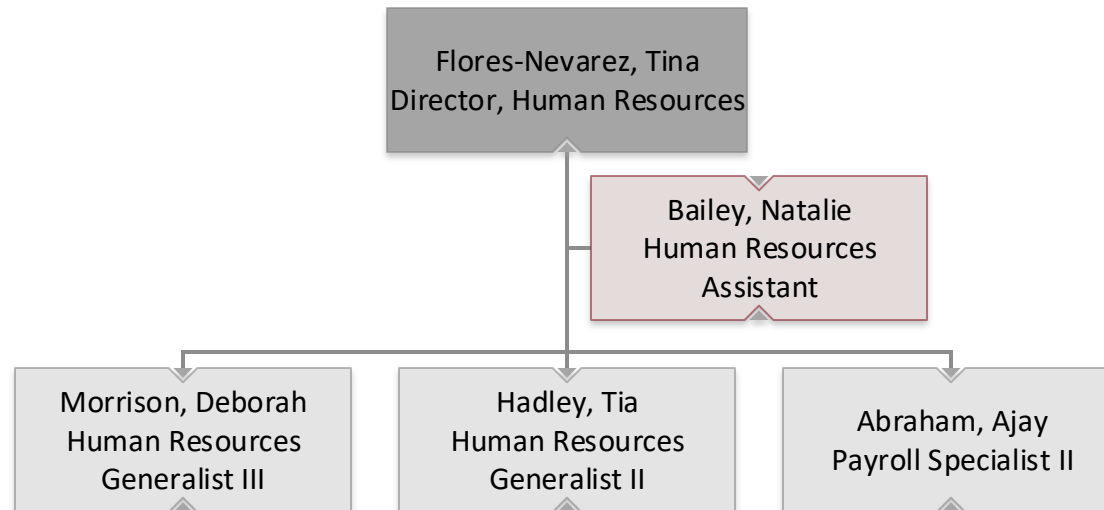 Flores-Nevarez, Tina
Director, Human Resources
Bailey, Natalie
Human Resources
Assistant
Morrison, Deborah
Human Resources
Generalist III
Hadley, Tia
Human Resources
Generalist II
Abraham, Ajay
Payroll Specialist II